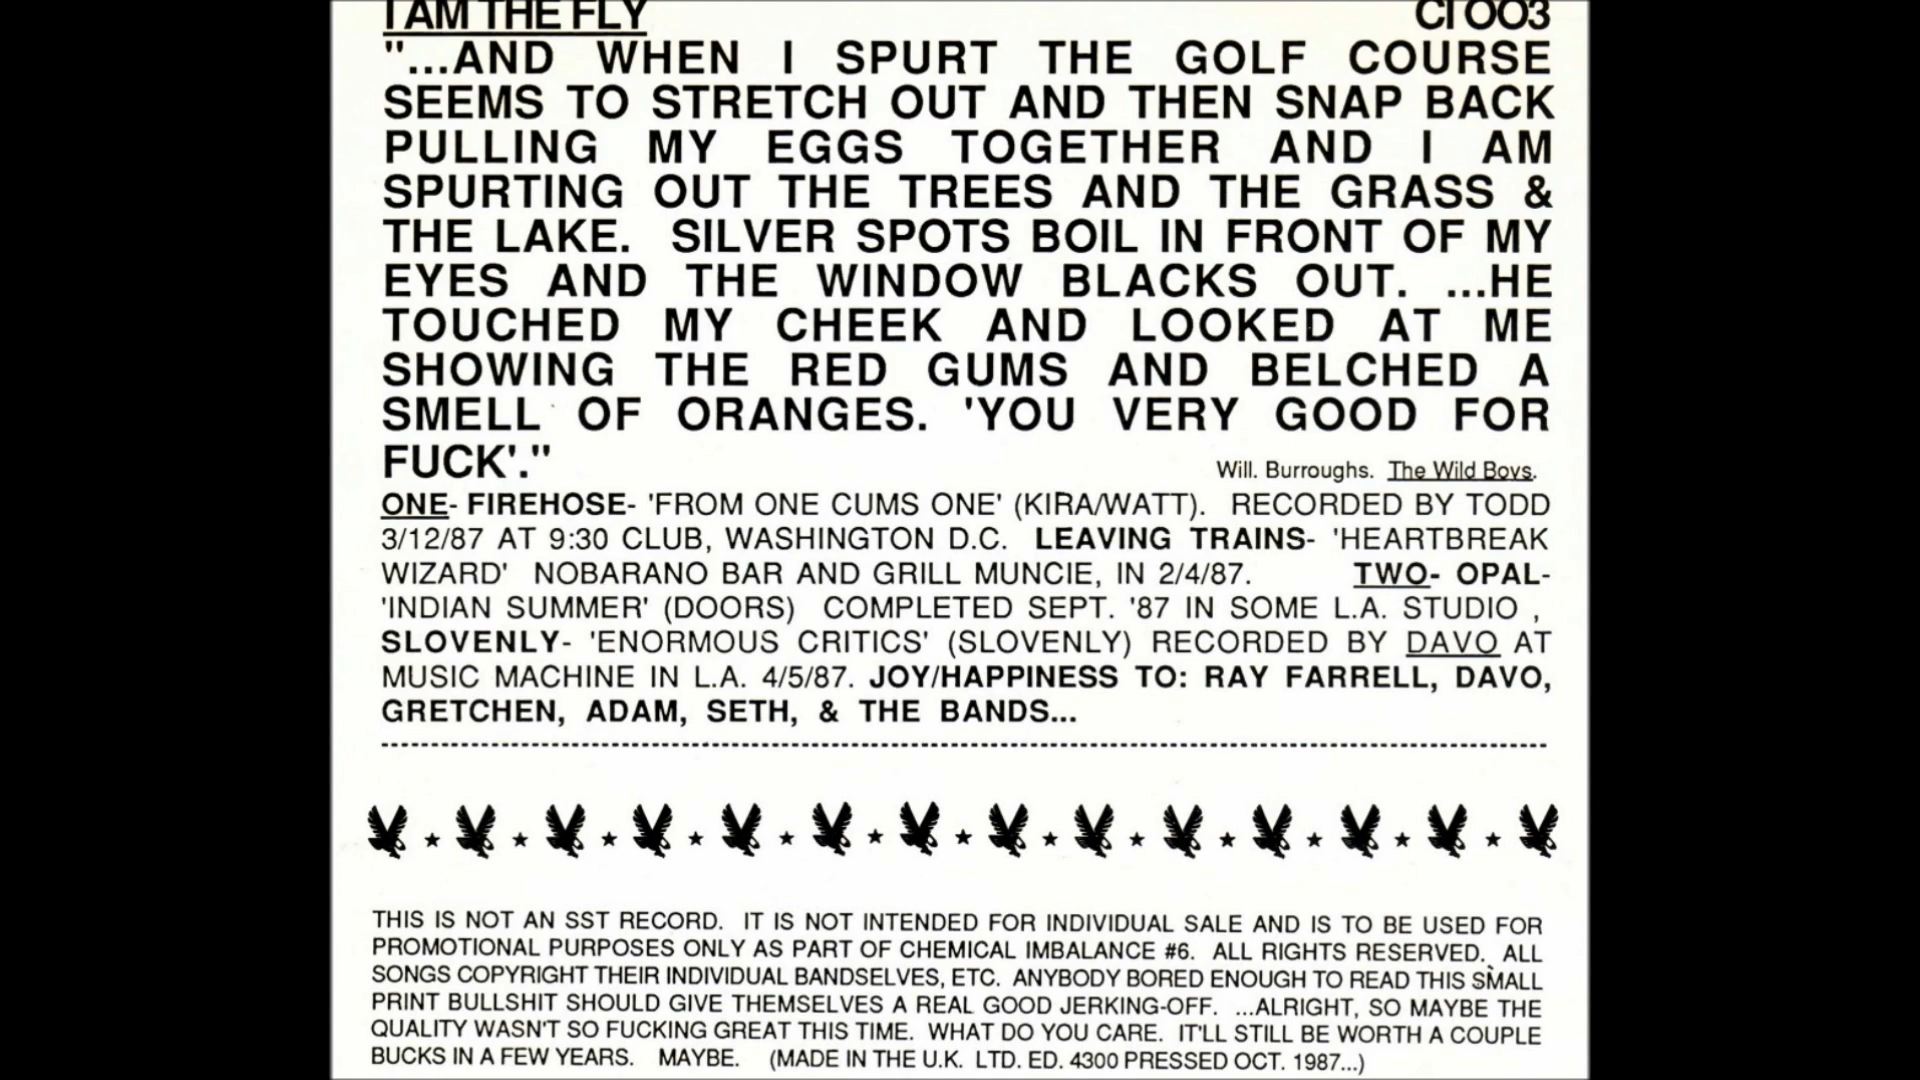 I AM THE FLY CI 003
"...AND WHEN I SPURT THE GOLF COURSE
SEEMS TO STRETCH OUT AND THEN SNAP BACK
PULLING MY EGGS TOGETHER AND I AM
SPURTING OUT THE TREES AND THE GRASS &
THE LAKE. SILVER SPOTS BOIL IN FRONT OF MY
EYES AND THE WINDOW BLACKS OUT. ...HE
TOUCHED MY CHEEK AND LOOKED AT ME
SHOWING THE RED GUMS AND BELCHED A
SMELL OF ORANGES. 'YOU VERY GOOD FOR
FUCK'."
Will. Burroughs. The Wild Boys.
ONE- FIREHOSE- 'FROM ONE CUMS ONE' (KIRA/WATT). RECORDED BY TODD
3/12/87 AT 9:30 CLUB, WASHINGTON D.C. LEAVING TRAINS- 'HEARTBREAK
WIZARD' NOBARANO BAR AND GRILL MUNCIE, IN 2/4/87. TWO- OPAL-
'INDIAN SUMMER' (DOORS) COMPLETED SEPT. '87 IN SOME L.A. STUDIO ,
SLOVENLY- 'ENORMOUS CRITICS' (SLOVENLY) RECORDED BY DAVO AT
MUSIC MACHINE IN L.A. 4/5/87. JOY/HAPPINESS TO: RAY FARRELL, DAVO,
GRETCHEN, ADAM, SETH, & THE BANDS...
THIS IS NOT AN SST RECORD. IT IS NOT INTENDED FOR INDIVIDUAL SALE AND IS TO BE USED FOR
PROMOTIONAL PURPOSES ONLY AS PART OF CHEMICAL IMBALANCE #6. ALL RIGHTS RESERVED. ALL
SONGS COPYRIGHT THEIR INDIVIDUAL BANDSELVES, ETC. ANYBODY BORED ENOUGH TO READ THIS SMALL
PRINT BULLSHIT SHOULD GIVE THEMSELVES A REAL GOOD JERKING-OFF. ...ALRIGHT, SO MAYBE THE
QUALITY WASN'T SO FUCKING GREAT THIS TIME. WHAT DO YOU CARE. IT'LL STILL BE WORTH A COUPLE
BUCKS IN A FEW YEARS. MAYBE. (MADE IN THE U.K. LTD. ED. 4300 PRESSED OCT. 1987...)